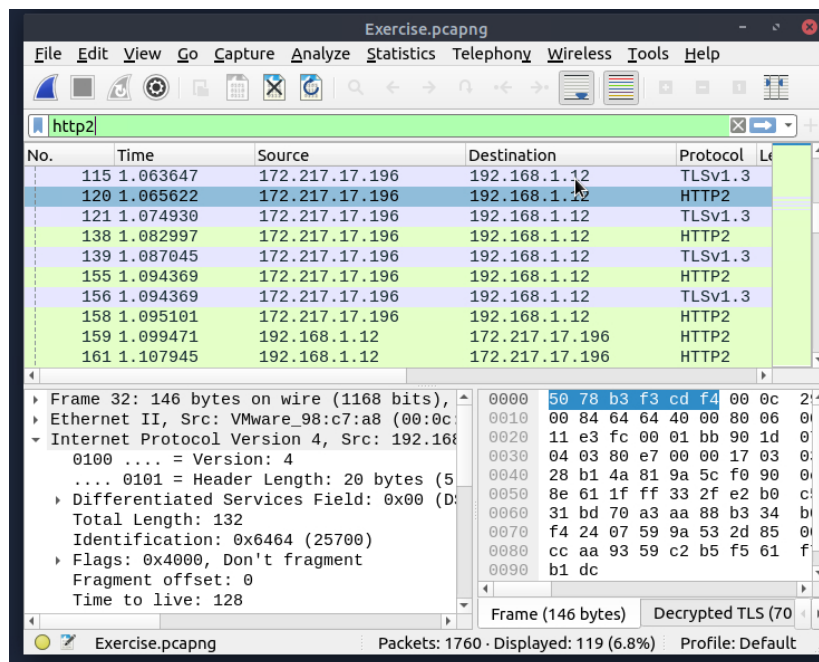 Exercise.pcapng
File Edit View Go Capture Analyze Statistics Telephony Wireless Tools Help
http2
No. Time Source Destination Protocol Le
115 1.063647 172.217.17.196 192.168.1.12 TLSv1.3
120 1.065622 172.217.17.196 192.168.1.12 HTTP2
121 1.074930 172.217.17.196 192.168.1.12 TLSv1.3
138 1.082997 172.217.17.196 192.168.1.12 HTTP2
139 1.087045 172.217.17.196 192.168.1.12 TLSv1.3
155 1.094369 172.217.17.196 192.168.1.12 HTTP2
156 1.094369 172.217.17.196 192.168.1.12 TLSv1.3
158 1.095101 172.217.17.196 192.168.1.12 HTTP2
159 1.099471 192.168.1.12 172.217.17.196 HTTP2
161 1.107945 192.168.1.12 172.217.17.196 HTTP2
Frame 32: 146 bytes on wire (1168 bits),
Ethernet II, Src: VMware_98:c7:a8 (00:0c:
Internet Protocol Version 4, Src: 192.168
0100 .... = Version: 4
.... 0101 = Header Length: 20 bytes (5
Differentiated Services Field: 0x00 (DS
Total Length: 132
Identification: 0x6464 (25700)
Flags: 0x4000, Don't fragment
Fragment offset: 0
Time to live: 128
0000 50 78 b3 f3 cd f4 00 0c
0010 00 84 64 64 40 00 80 06
0020 11 e3 fc 00 01 bb 90 1d
0030 04 03 80 e7 00 00 17 03
0040 28 b1 4a 81 9a 5c f0 90
0050 8e 61 1f ff 33 2f e2 b0
0060 31 bd 70 a3 aa 88 b3 34
0070 f4 24 07 59 9a 53 2d 85
0080 cc aa 93 59 c2 b5 f5 61
0090 b1 dc
Frame (146 bytes) Decrypted TLS (70
Exercise.pcapng Packets: 1760 · Displayed: 119 (6.8%) Profile: Default